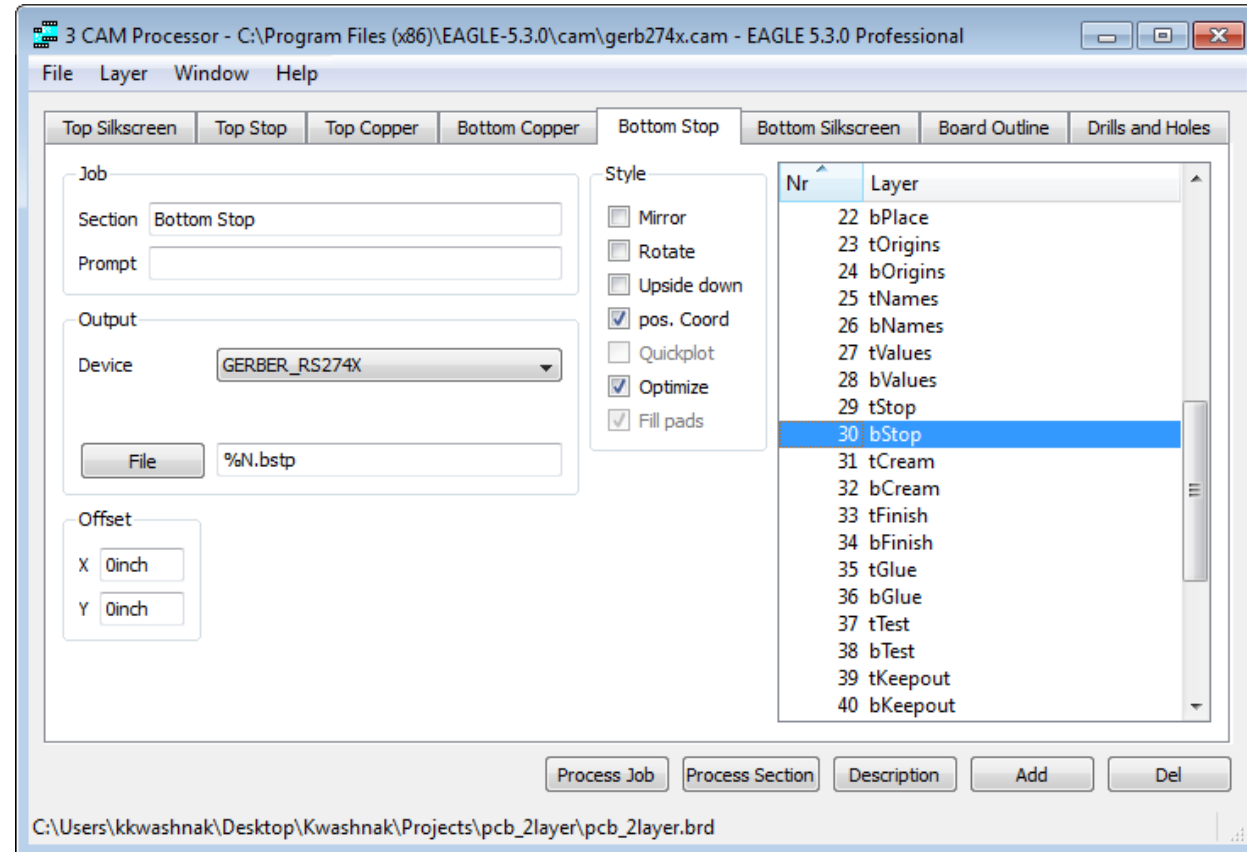 3 CAM Processor - C:\Program Files (x86)\EAGLE-5.3.0\cam\gerb274x.cam - EAGLE 5.3.0 Professional
File Layer Window Help
Top Silkscreen Top Stop Top Copper Bottom Copper Bottom Stop Bottom Silkscreen Board Outline Drills and Holes
Job
Section Bottom Stop
Prompt
Output
Device GERBER_RS274X
File %N.bstp
Offset
X 0inch
Y 0inch
Style
Mirror
Rotate
Upside down
pos. Coord
Quickplot
Optimize
Fill pads
Nr Layer
22 bPlace
23 tOrigins
24 bOrigins
25 tNames
26 bNames
27 tValues
28 bValues
29 tStop
30 bStop
31 tCream
32 bCream
33 tFinish
34 bFinish
35 tGlue
36 bGlue
37 tTest
38 bTest
39 tKeepout
40 bKeepout
Process Job Process Section Description Add Del
C:\Users\kkwashnak\Desktop\Kwashnak\Projects\pcb_2layer\pcb_2layer.brd